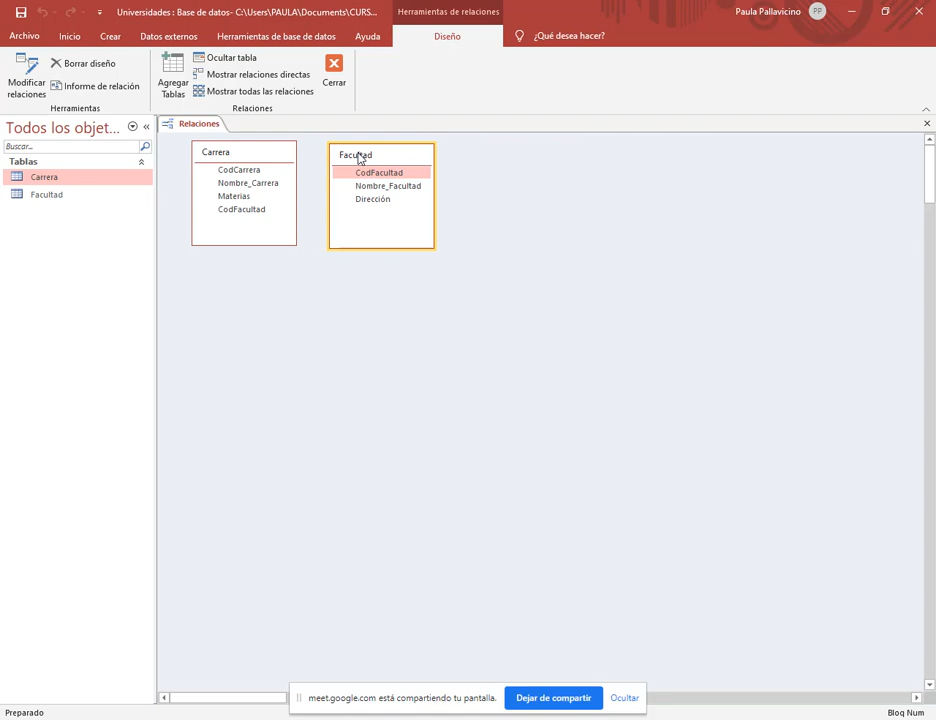 Universidades : Base de datos- C:\Users\PAULA\Documents\CURS...
Herramientas de relaciones
Paula Pallavicino
PP
Archivo
Inicio
Crear
Datos externos
Herramientas de base de datos
Ayuda
Diseño
¿Qué desea hacer?
Modificar relaciones
Borrar diseño
Informe de relación
Herramientas
Agregar Tablas
Ocultar tabla
Mostrar relaciones directas
Mostrar todas las relaciones
Relaciones
Cerrar
Todos los objet...
Buscar...
Tablas
Carrera
Facultad
Relaciones
Carrera
CodCarrera
Nombre_Carrera
Materias
CodFacultad
Facultad
CodFacultad
Nombre_Facultad
Dirección
meet.google.com está compartiendo tu pantalla.
Dejar de compartir
Ocultar
Preparado
Bloq Num